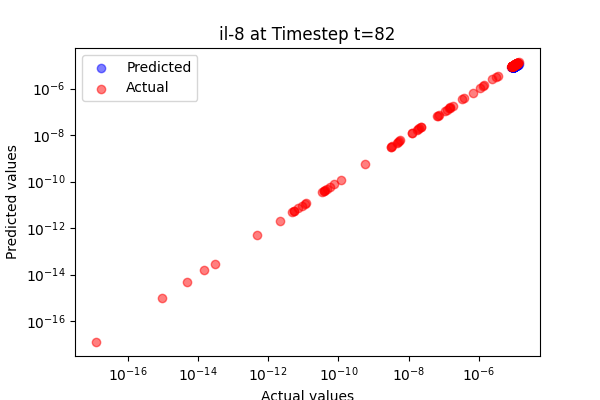 il-8 at Timestep t=82
Predicted
Actual
Predicted values
10⁻⁶
10⁻⁸
10⁻¹⁰
10⁻¹²
10⁻¹⁴
10⁻¹⁶
10⁻¹⁶ 10⁻¹⁴ 10⁻¹² 10⁻¹⁰ 10⁻⁸ 10⁻⁶
Actual values